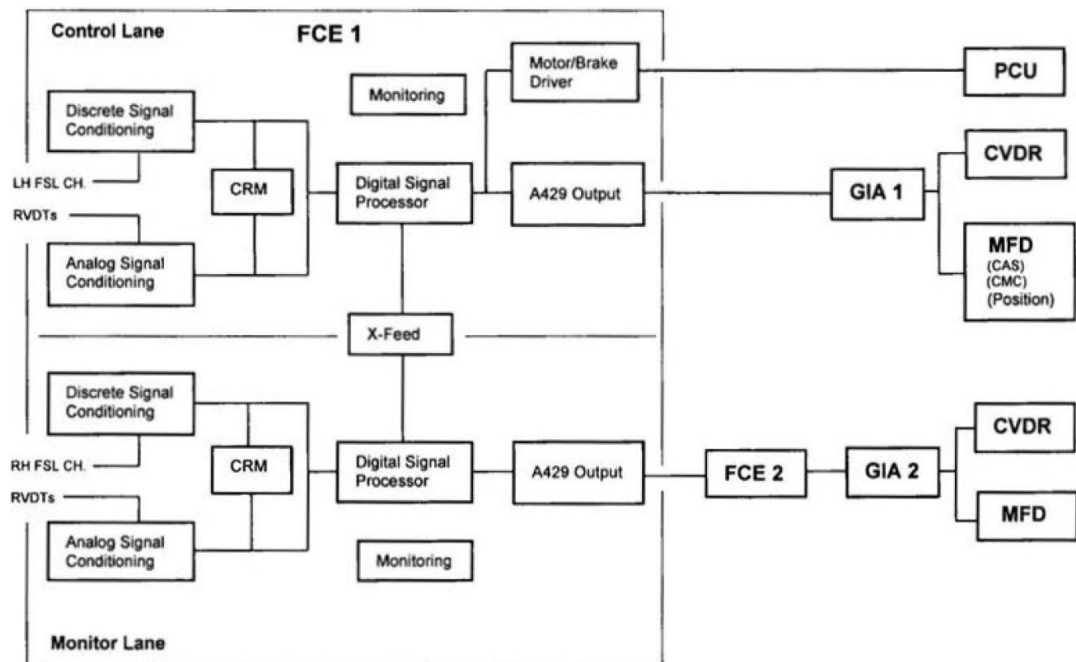 Control Lane
FCE 1
Motor/Brake
Driver
PCU
Monitoring
Discrete Signal
Conditioning
CVDR
LH FSL CH.
CRM
Digital Signal
Processor
A429 Output
GIA 1
RVDTs
MFD
(CAS)
(CMC)
(Position)
Analog Signal
Conditioning
X-Feed
Discrete Signal
Conditioning
CVDR
RH FSL CH.
CRM
Digital Signal
Processor
A429 Output
FCE 2
GIA 2
RVDTs
MFD
Analog Signal
Conditioning
Monitoring
Monitor Lane